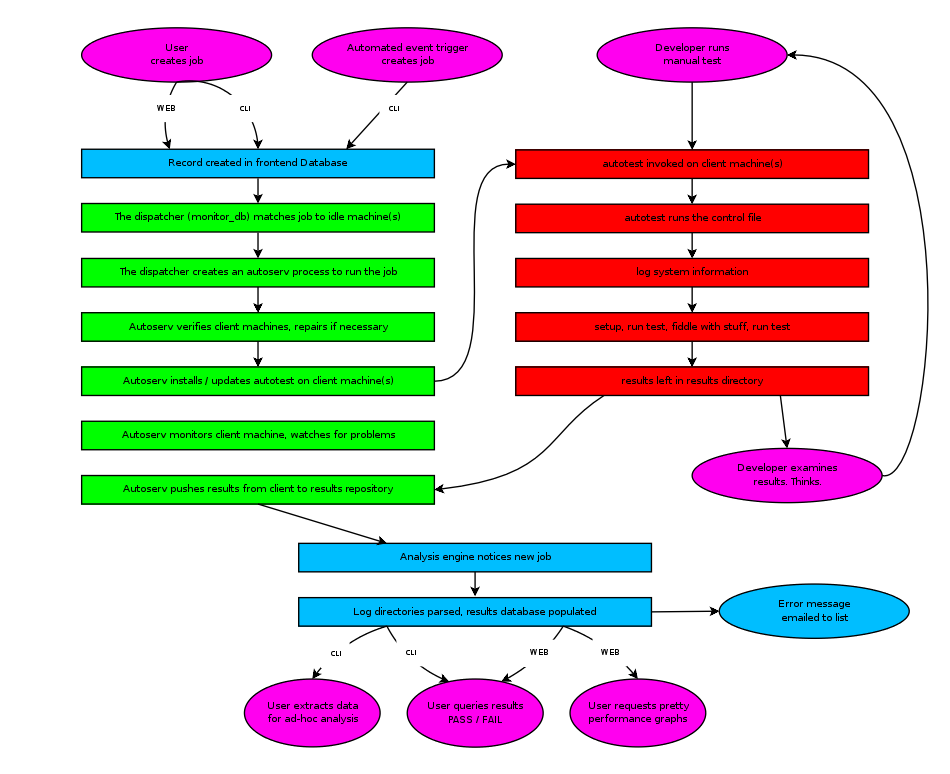 User
creates job
Automated event trigger
creates job
Developer runs
manual test
WEB
CLI
CLI
Record created in frontend Database
autotest invoked on client machine(s)
The dispatcher (monitor_db) matches job to idle machine(s)
autotest runs the control file
The dispatcher creates an autoserv process to run the job
log system information
Autoserv verifies client machines, repairs if necessary
setup, run test, fiddle with stuff, run test
Autoserv installs / updates autotest on client machine(s)
results left in results directory
Autoserv monitors client machine, watches for problems
Developer examines
results. Thinks.
Autoserv pushes results from client to results repository
Analysis engine notices new job
Log directories parsed, results database populated
Error message
emailed to list
CLI
CLI
WEB
WEB
User extracts data
for ad-hoc analysis
User queries results
PASS / FAIL
User requests pretty
performance graphs